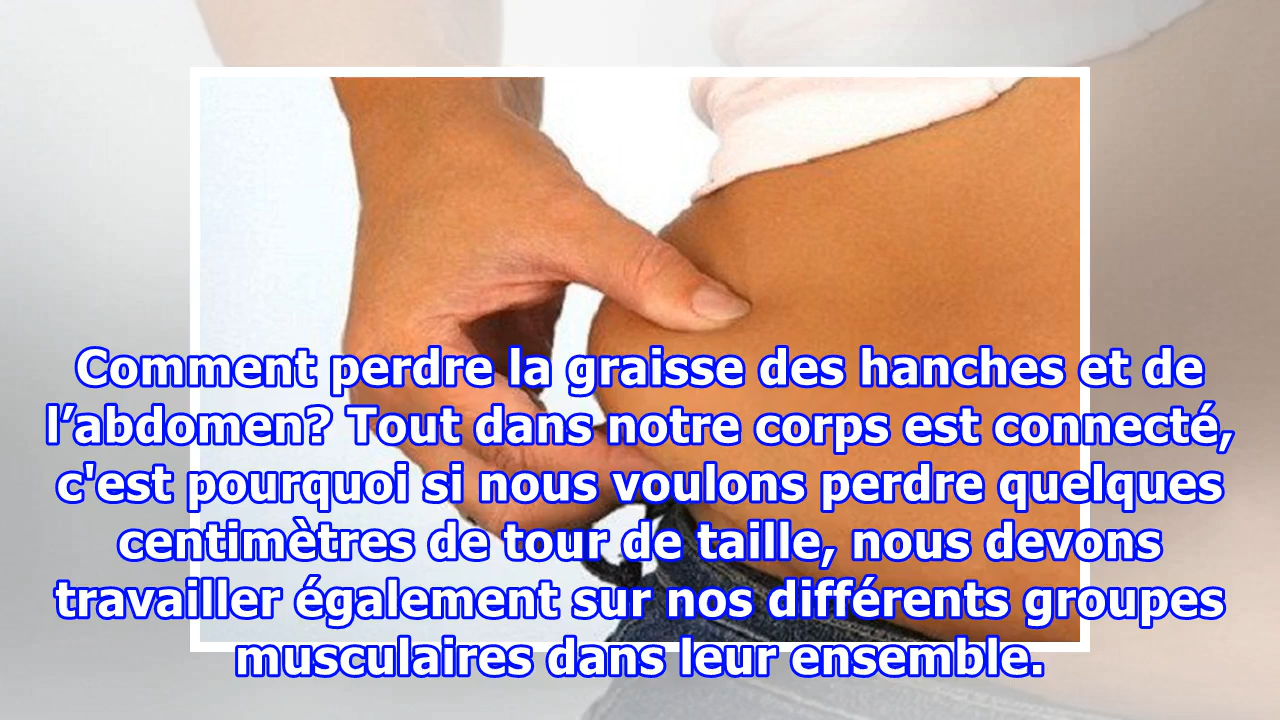 Comment perdre la graisse des hanches et de
l’abdomen? Tout dans notre corps est connecté,
c'est pourquoi si nous voulons perdre quelques
centimètres de tour de taille, nous devons
travailler également sur nos différents groupes
musculaires dans leur ensemble.